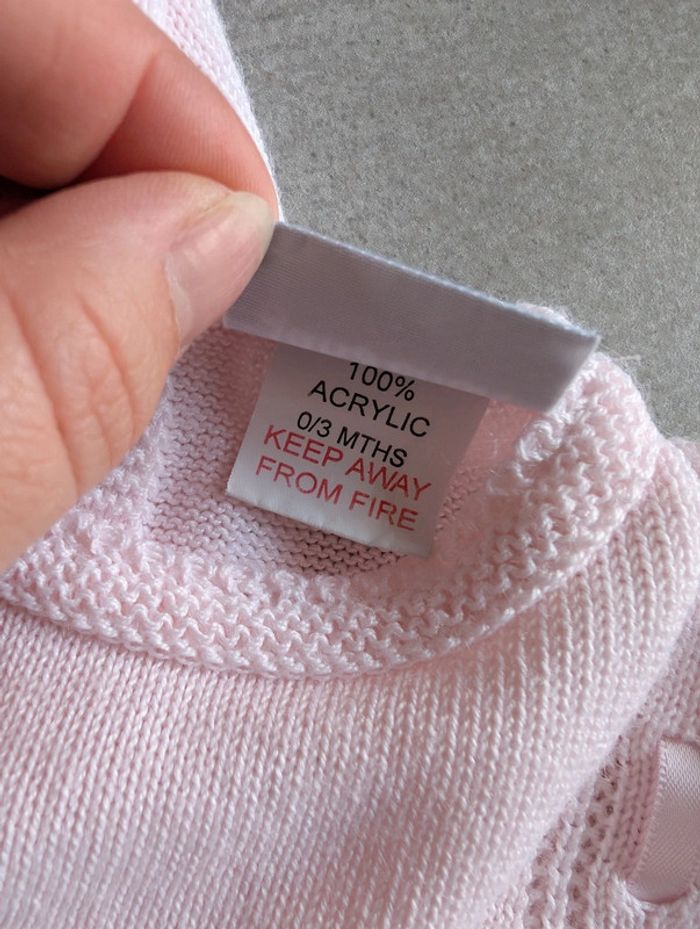 100%
ACRYLIC
0/3 MTHS
KEEP AWAY
FROM FIRE